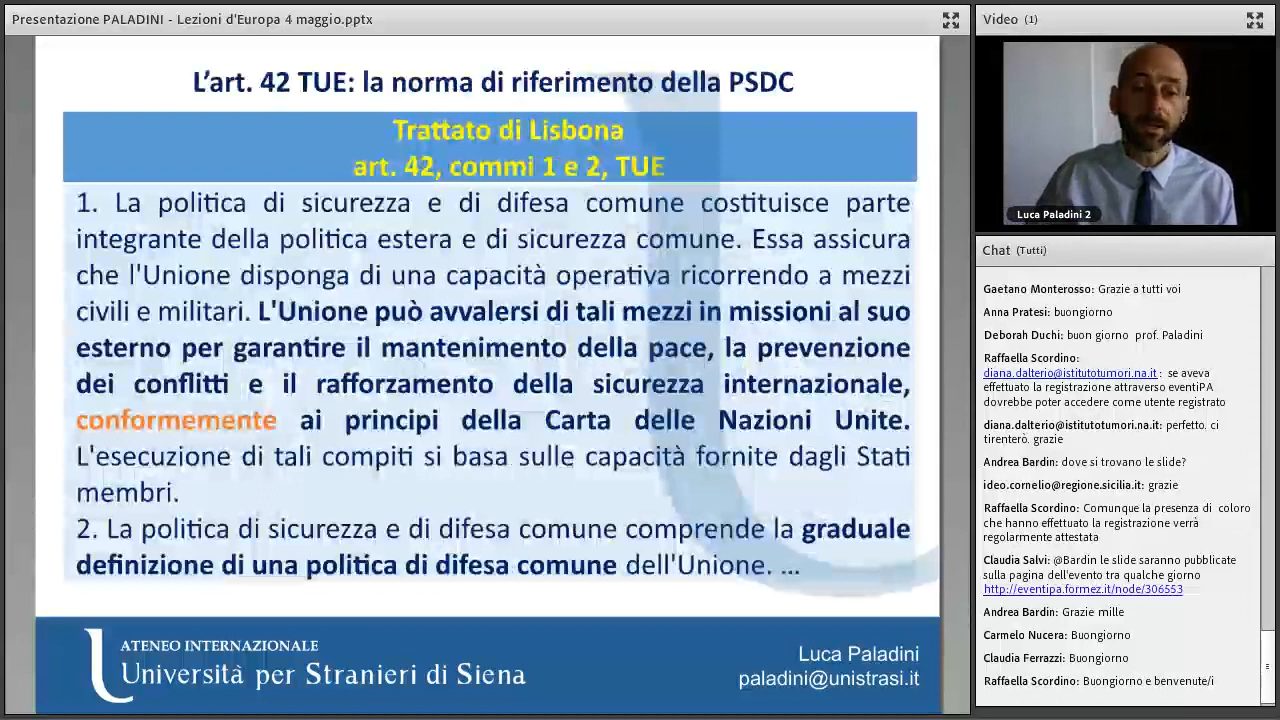 Presentazione PALADINI - Lezioni d'Europa 4 maggio.pptx
L'art. 42 TUE: la norma di riferimento della PSDC
Trattato di Lisbona
art. 42, commi 1 e 2, TUE
1. La politica di sicurezza e di difesa comune costituisce parte
integrante della politica estera e di sicurezza comune. Essa assicura
che l'Unione disponga di una capacità operativa ricorrendo a mezzi
civili e militari. L'Unione può avvalersi di tali mezzi in missioni al suo
esterno per garantire il mantenimento della pace, la prevenzione
dei conflitti e il rafforzamento della sicurezza internazionale,
conformemente ai principi della Carta delle Nazioni Unite.
L'esecuzione di tali compiti si basa sulle capacità fornite dagli Stati
membri.
2. La politica di sicurezza e di difesa comune comprende la graduale
definizione di una politica di difesa comune dell'Unione. ...
ATENEO INTERNAZIONALE
Università per Stranieri di Siena
Luca Paladini
paladini@unistrasi.it
Video (1)
Luca Paladini 2
Chat (Tutti)
Gaetano Monterosso: Grazie a tutti voi
Anna Pratesi: buongiorno
Deborah Duchi: buon giorno prof. Paladini
Raffaella Scordino:
diana.dalterio@istitutotumori.na.it : se aveva
effettuato la registrazione attraverso eventiPA
dovrebbe poter accedere come utente registrato
diana.dalterio@istitutotumori.na.it: perfetto. ci
tirenterò. grazie
Andrea Bardin: dove si trovano le slide?
ideo.cornelio@regione.sicilia.it: grazie
Raffaella Scordino: Comunque la presenza di coloro
che hanno effettuato la registrazione verrà
regolarmente attestata
Claudia Salvi: @Bardin le slide saranno pubblicate
sulla pagina dell'evento tra qualche giorno
http://eventipa.formez.it/node/306553
Andrea Bardin: Grazie mille
Carmelo Nucera: Buongiorno
Claudia Ferrazzi: Buongiorno
Raffaella Scordino: Buongiorno e benvenute/i